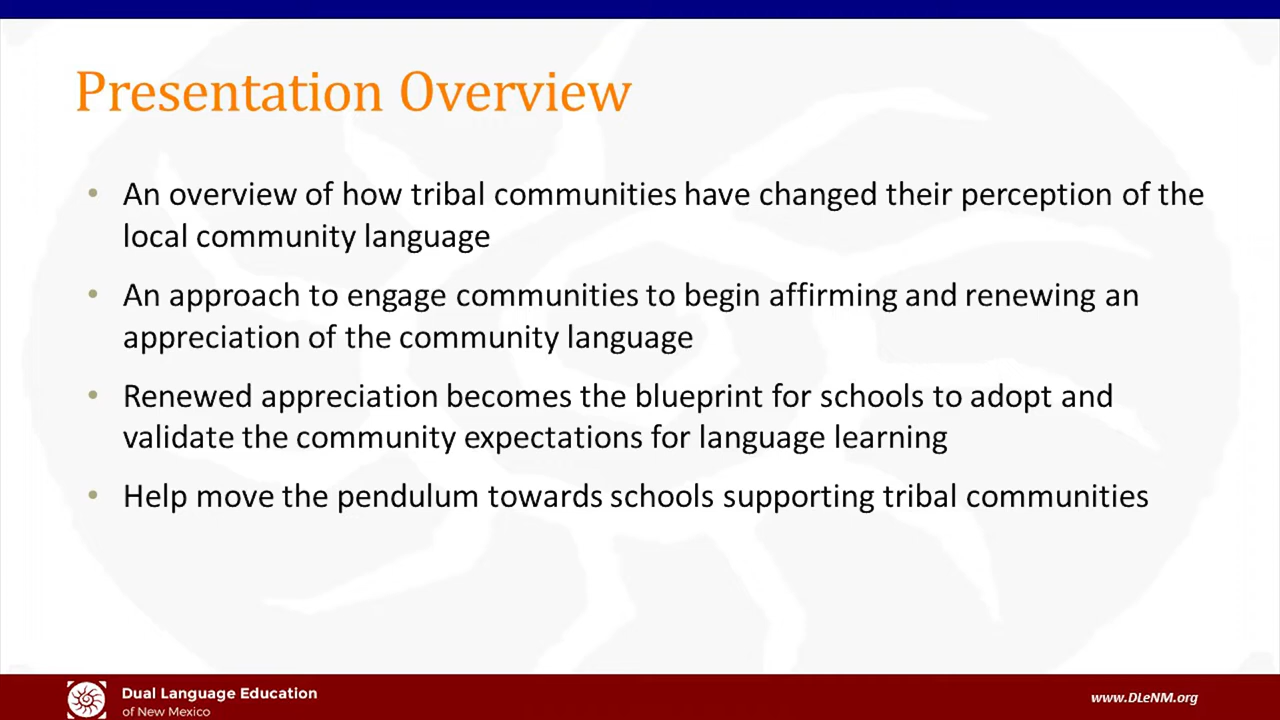 Presentation Overview
• An overview of how tribal communities have changed their perception of the
local community language
• An approach to engage communities to begin affirming and renewing an
appreciation of the community language
• Renewed appreciation becomes the blueprint for schools to adopt and
validate the community expectations for language learning
• Help move the pendulum towards schools supporting tribal communities
Dual Language Education
of New Mexico
www.DLeNM.org